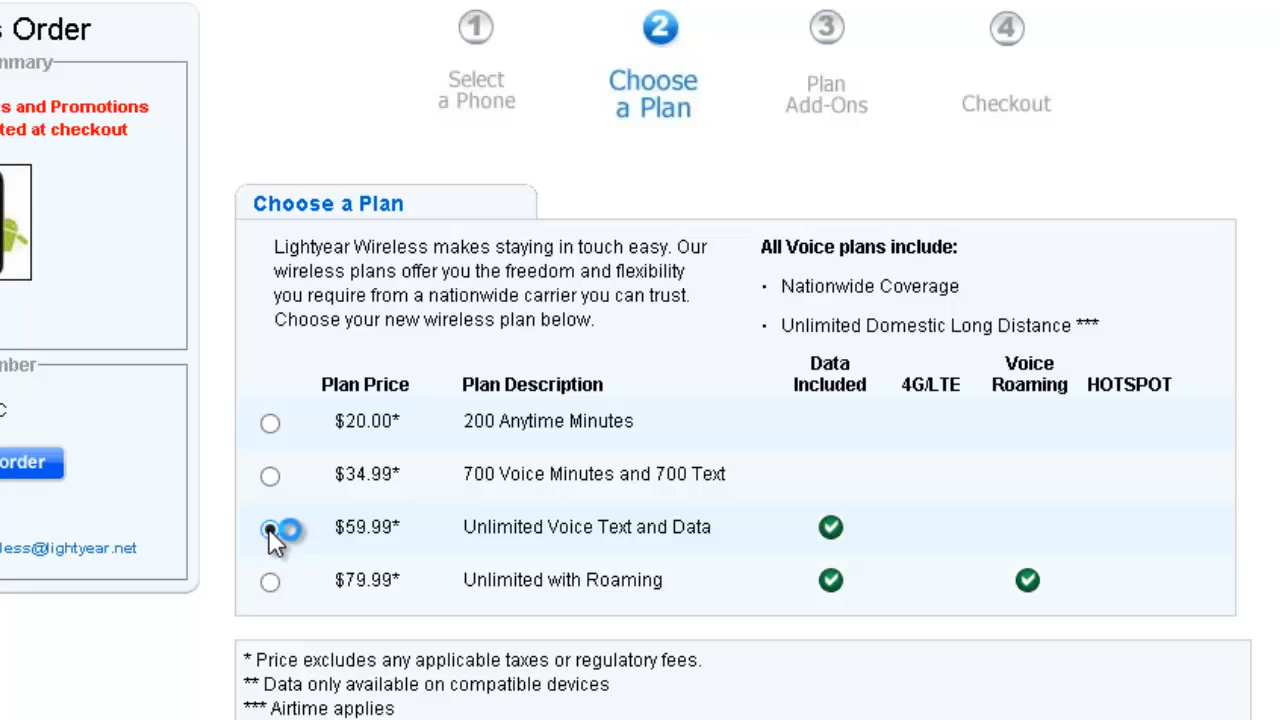 s Order
mmary
s and Promotions
ted at checkout
mber
C
order
less@lightyear.net
1 2 3 4
Select a Phone
Choose a Plan
Plan Add-Ons
Checkout
Choose a Plan
Lightyear Wireless makes staying in touch easy. Our
wireless plans offer you the freedom and flexibility
you require from a nationwide carrier you can trust.
Choose your new wireless plan below.
All Voice plans include:
· Nationwide Coverage
· Unlimited Domestic Long Distance ***
Plan Price Plan Description Data Included 4G/LTE Voice Roaming HOTSPOT
$20.00* 200 Anytime Minutes
$34.99* 700 Voice Minutes and 700 Text
$59.99* Unlimited Voice Text and Data
$79.99* Unlimited with Roaming
* Price excludes any applicable taxes or regulatory fees.
** Data only available on compatible devices
*** Airtime applies